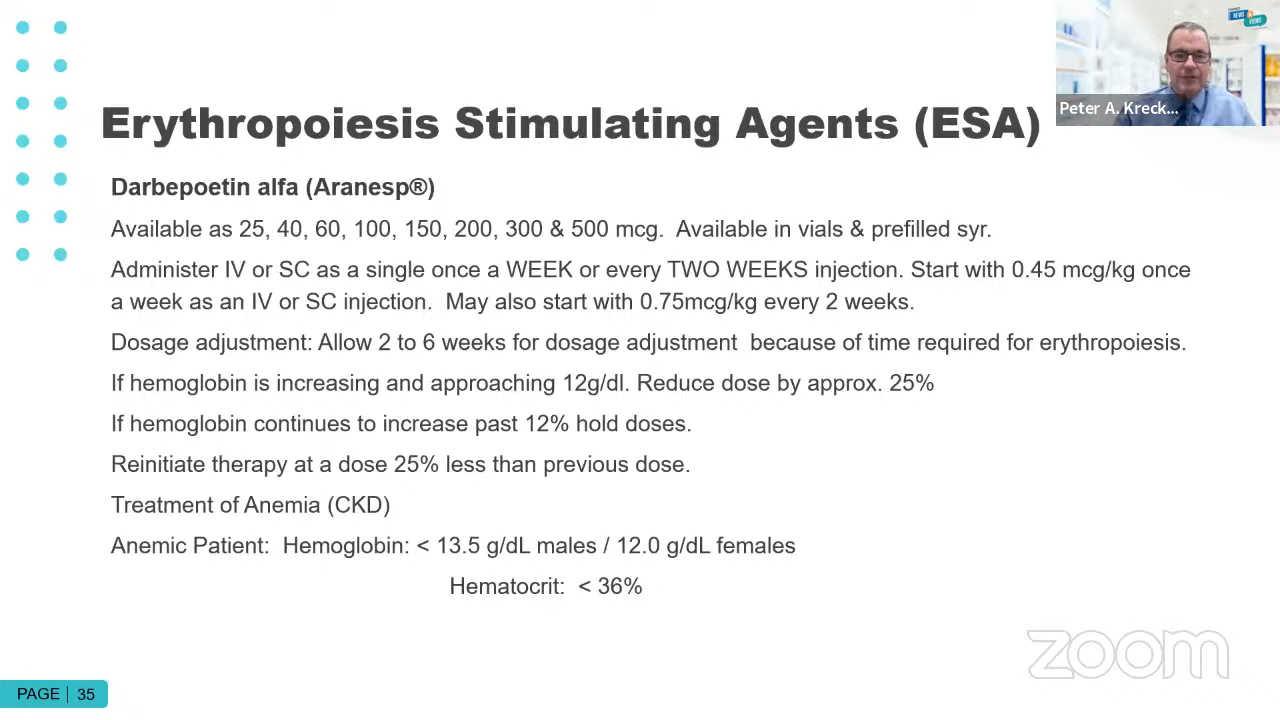 NEWS
VIEWS
Peter A. Kreck...
Erythropoiesis Stimulating Agents (ESA)
Darbepoetin alfa (Aranesp®)
Available as 25, 40, 60, 100, 150, 200, 300 & 500 mcg.  Available in vials & prefilled syr.
Administer IV or SC as a single once a WEEK or every TWO WEEKS injection. Start with 0.45 mcg/kg once
a week as an IV or SC injection.  May also start with 0.75mcg/kg every 2 weeks.
Dosage adjustment: Allow 2 to 6 weeks for dosage adjustment  because of time required for erythropoiesis.
If hemoglobin is increasing and approaching 12g/dl. Reduce dose by approx. 25%
If hemoglobin continues to increase past 12% hold doses.
Reinitiate therapy at a dose 25% less than previous dose.
Treatment of Anemia (CKD)
Anemic Patient:  Hemoglobin: < 13.5 g/dL males / 12.0 g/dL females
Hematocrit:  < 36%
zoom
PAGE | 35